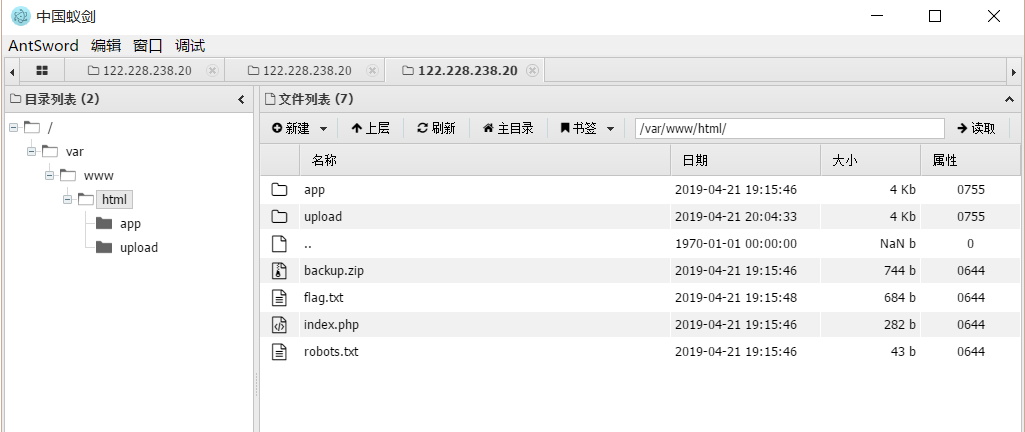 中国蚁剑
AntSword 编辑 窗口 调试
122.228.238.20 122.228.238.20 122.228.238.20
目录列表 (2)
/
var
www
html
app
upload
文件列表 (7)
新建 上层 刷新 主目录 书签 /var/www/html/ 读取
名称 日期 大小 属性
app 2019-04-21 19:15:46 4 Kb 0755
upload 2019-04-21 20:04:33 4 Kb 0755
.. 1970-01-01 00:00:00 NaN b 0
backup.zip 2019-04-21 19:15:46 744 b 0644
flag.txt 2019-04-21 19:15:48 684 b 0644
index.php 2019-04-21 19:15:46 282 b 0644
robots.txt 2019-04-21 19:15:46 43 b 0644